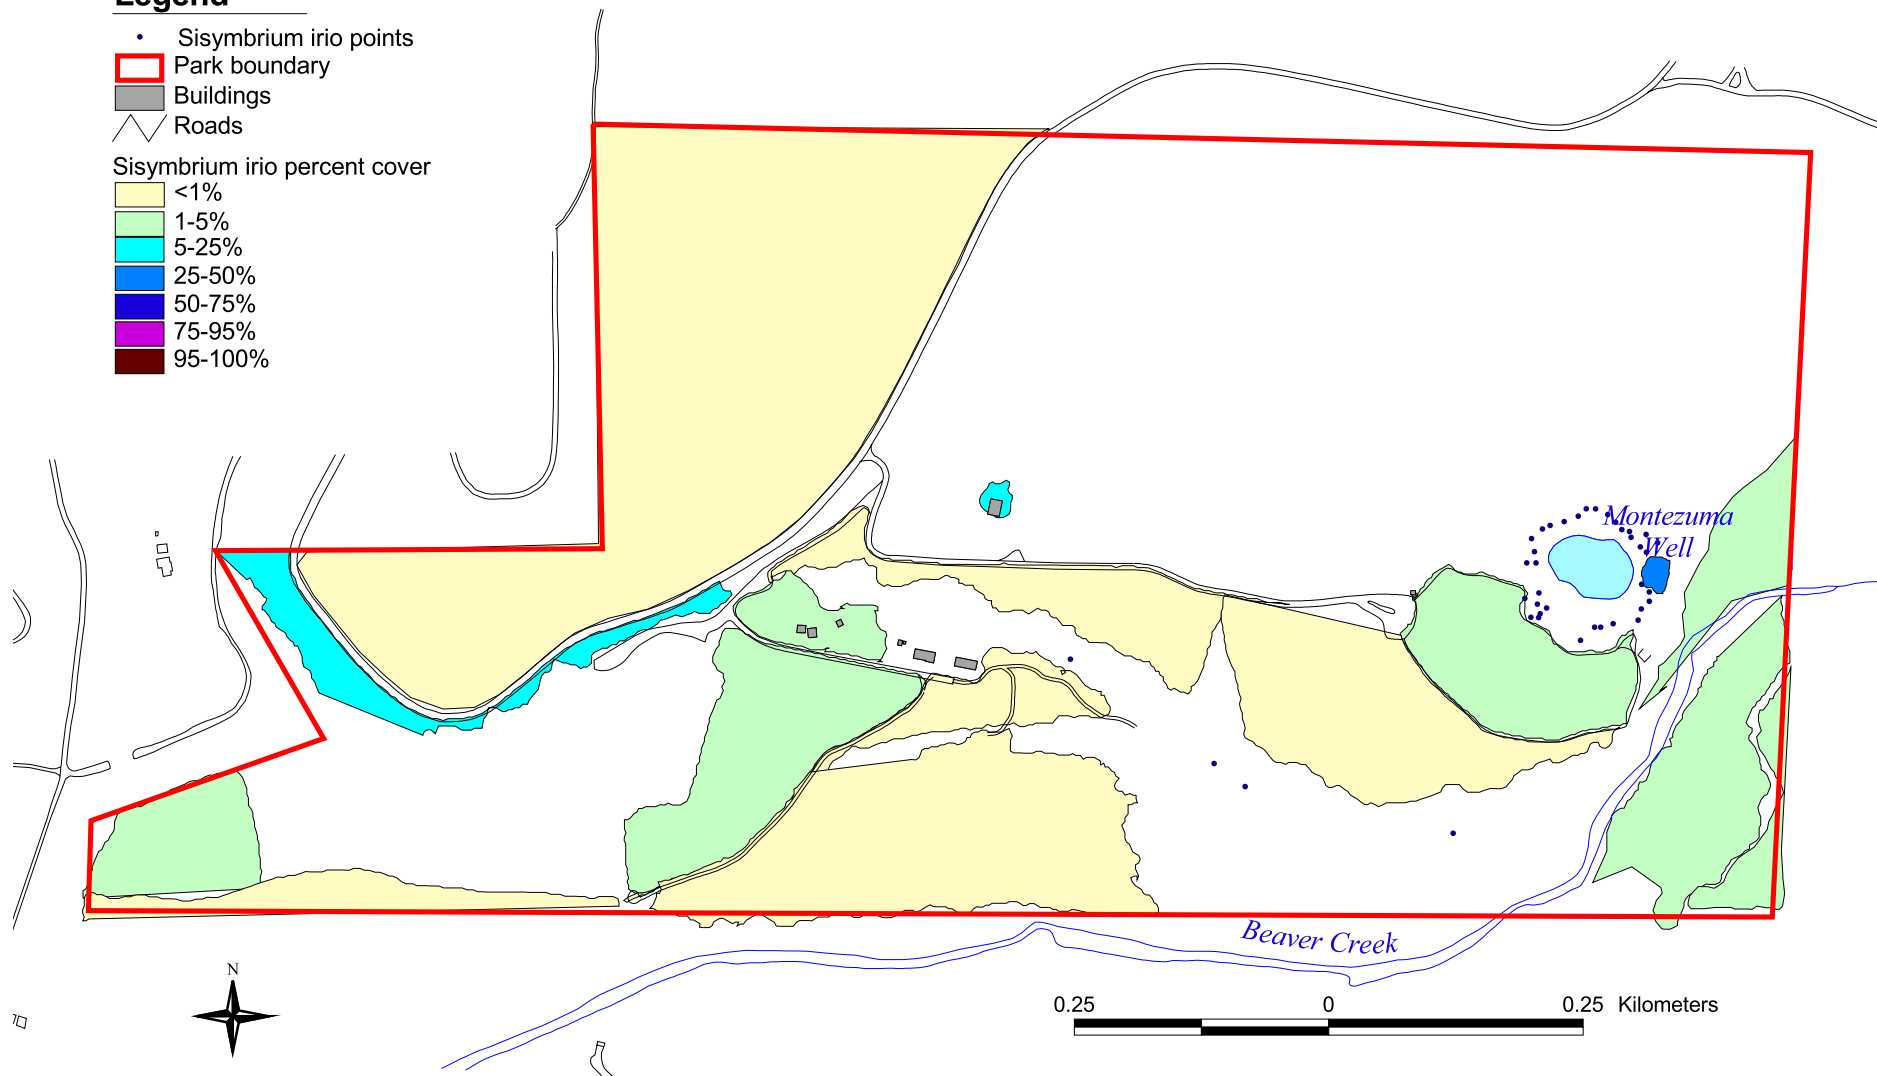 Legend
Sisymbrium irio points
Park boundary
Buildings
Roads
Sisymbrium irio percent cover
<1%
1-5%
5-25%
25-50%
50-75%
75-95%
95-100%
Montezuma
Well
Beaver Creek
N
0.25 0 0.25 Kilometers